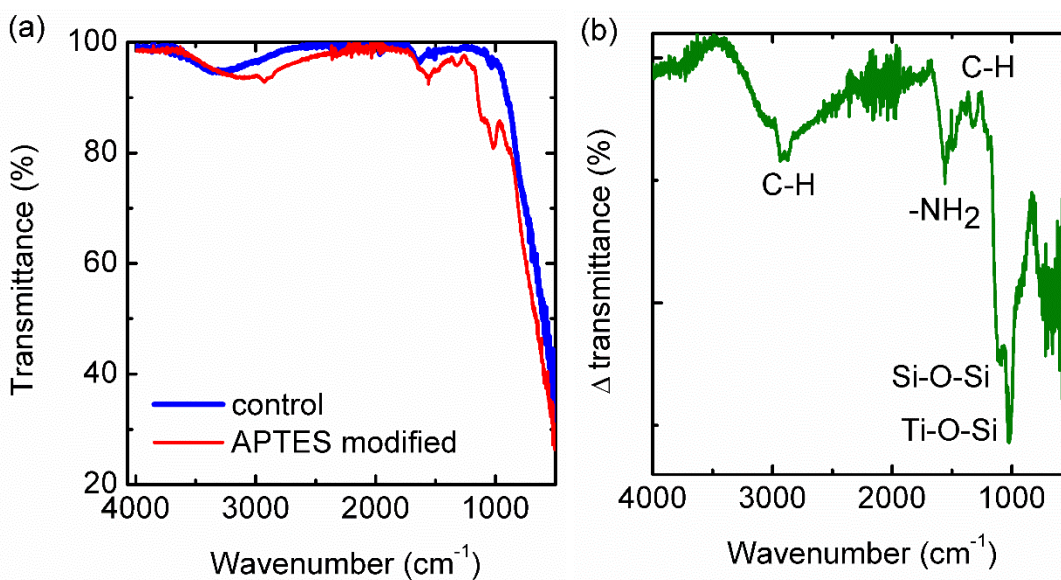 (a)
100
80
60
40
20
Transmittance (%)
control
APTES modified
4000 3000 2000 1000
Wavenumber (cm⁻¹)
(b)
Δ transmittance (%)
C-H
C-H
-NH₂
Si-O-Si
Ti-O-Si
4000 3000 2000 1000
Wavenumber (cm⁻¹)